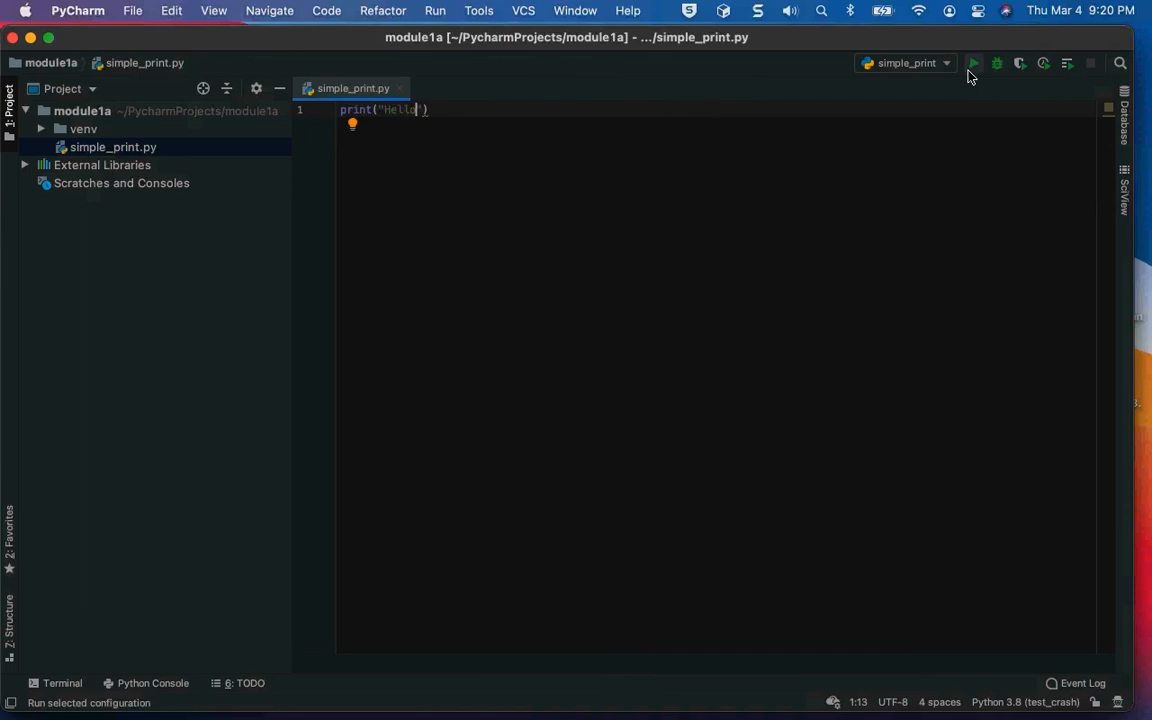 PyCharm File Edit View Navigate Code Refactor Run Tools VCS Window Help Thu Mar 4 9:20 PM
module1a [~/PycharmProjects/module1a] - .../simple_print.py
module1a simple_print.py simple_print
1: Project
Project
simple_print.py
module1a ~/PycharmProjects/module1a
1 print("Hello")
venv
simple_print.py
External Libraries
Scratches and Consoles
Database
SciView
2: Favorites
7: Structure
Terminal Python Console 6: TODO Event Log
Run selected configuration 1:13 UTF-8 4 spaces Python 3.8 (test_crash)